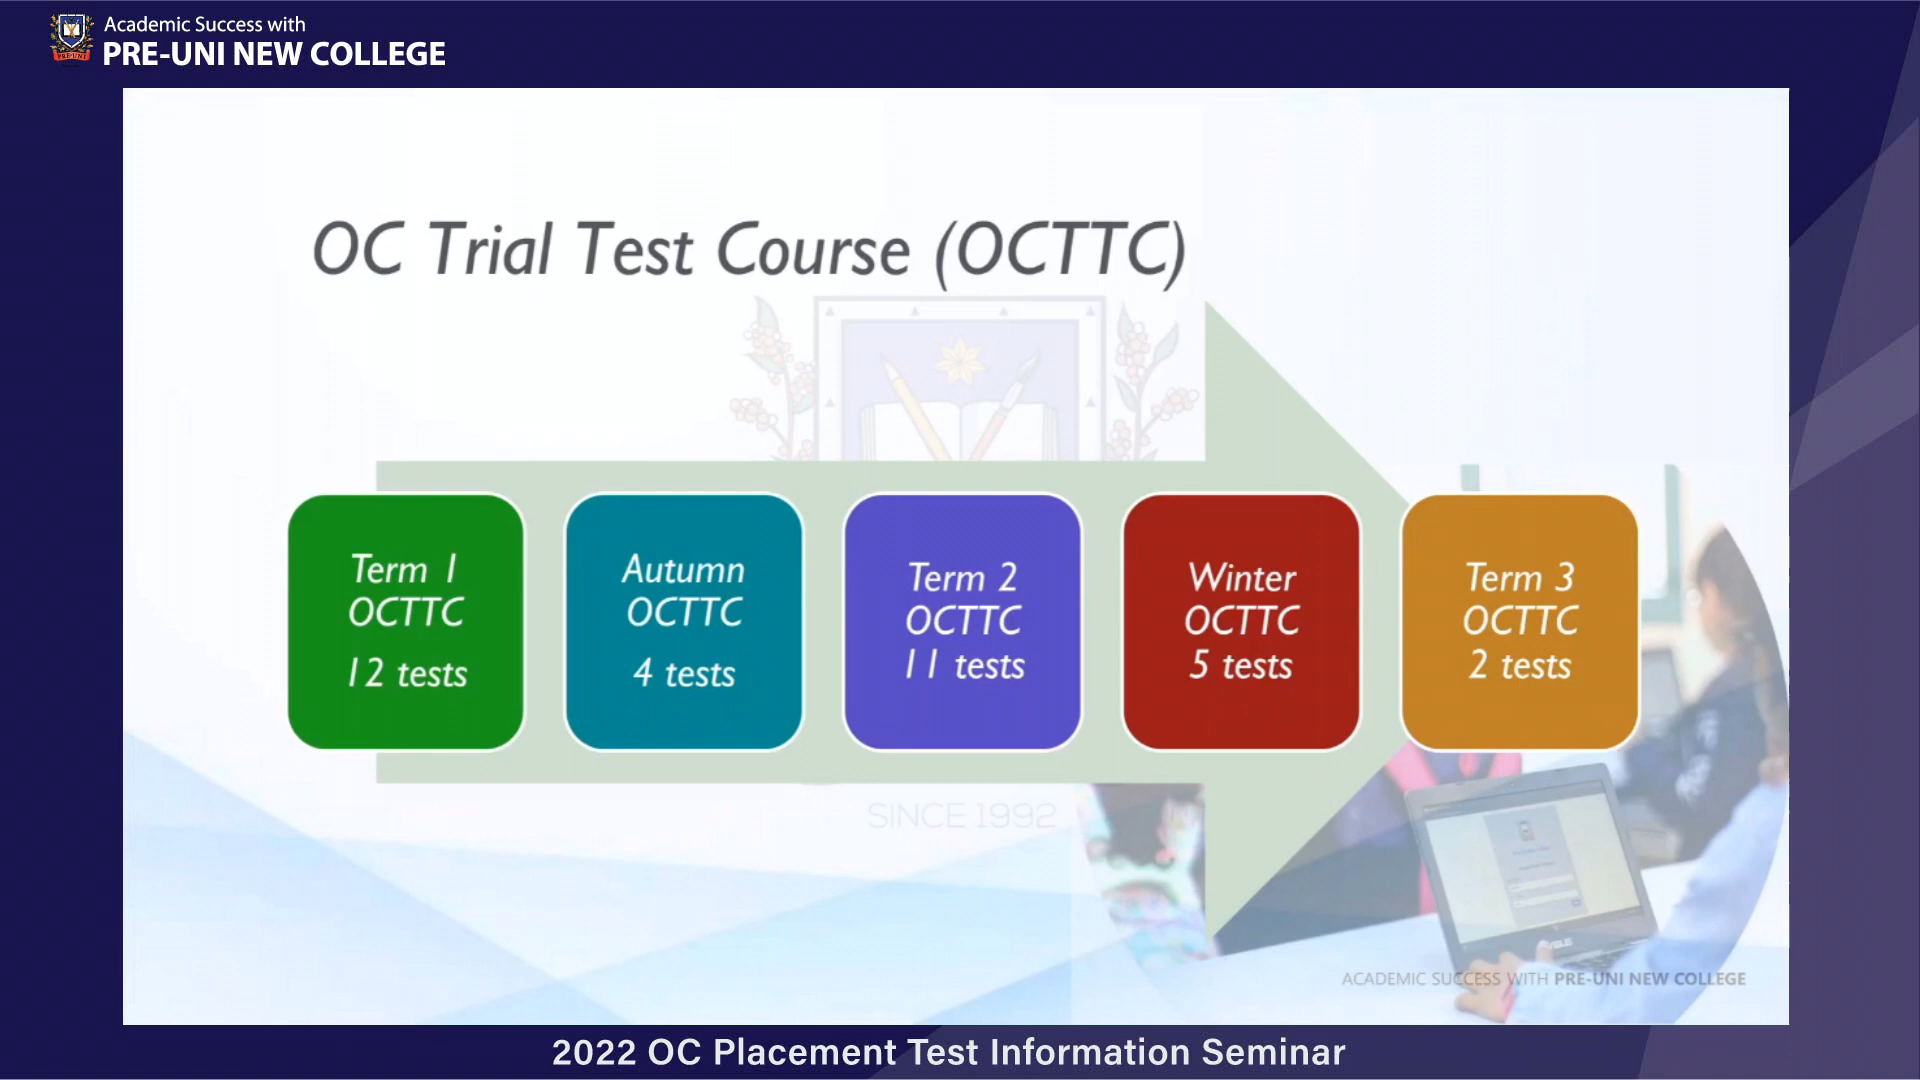 Academic Success with
PRE-UNI NEW COLLEGE
OC Trial Test Course (OCTTC)
Term 1
OCTTC
12 tests
Autumn
OCTTC
4 tests
Term 2
OCTTC
11 tests
Winter
OCTTC
5 tests
Term 3
OCTTC
2 tests
SINCE 1992
ACADEMIC SUCCESS WITH PRE-UNI NEW COLLEGE
2022 OC Placement Test Information Seminar